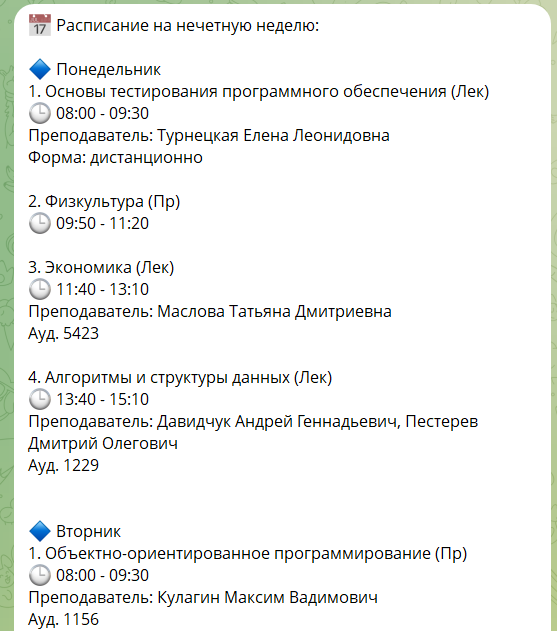 17 Расписание на нечетную неделю:
Понедельник
1. Основы тестирования программного обеспечения (Лек)
08:00 - 09:30
Преподаватель: Турнецкая Елена Леонидовна
Форма: дистанционно
2. Физкультура (Пр)
09:50 - 11:20
3. Экономика (Лек)
11:40 - 13:10
Преподаватель: Маслова Татьяна Дмитриевна
Ауд. 5423
4. Алгоритмы и структуры данных (Лек)
13:40 - 15:10
Преподаватель: Давидчук Андрей Геннадьевич, Пестерев
Дмитрий Олегович
Ауд. 1229
Вторник
1. Объектно-ориентированное программирование (Пр)
08:00 - 09:30
Преподаватель: Кулагин Максим Вадимович
Ауд. 1156